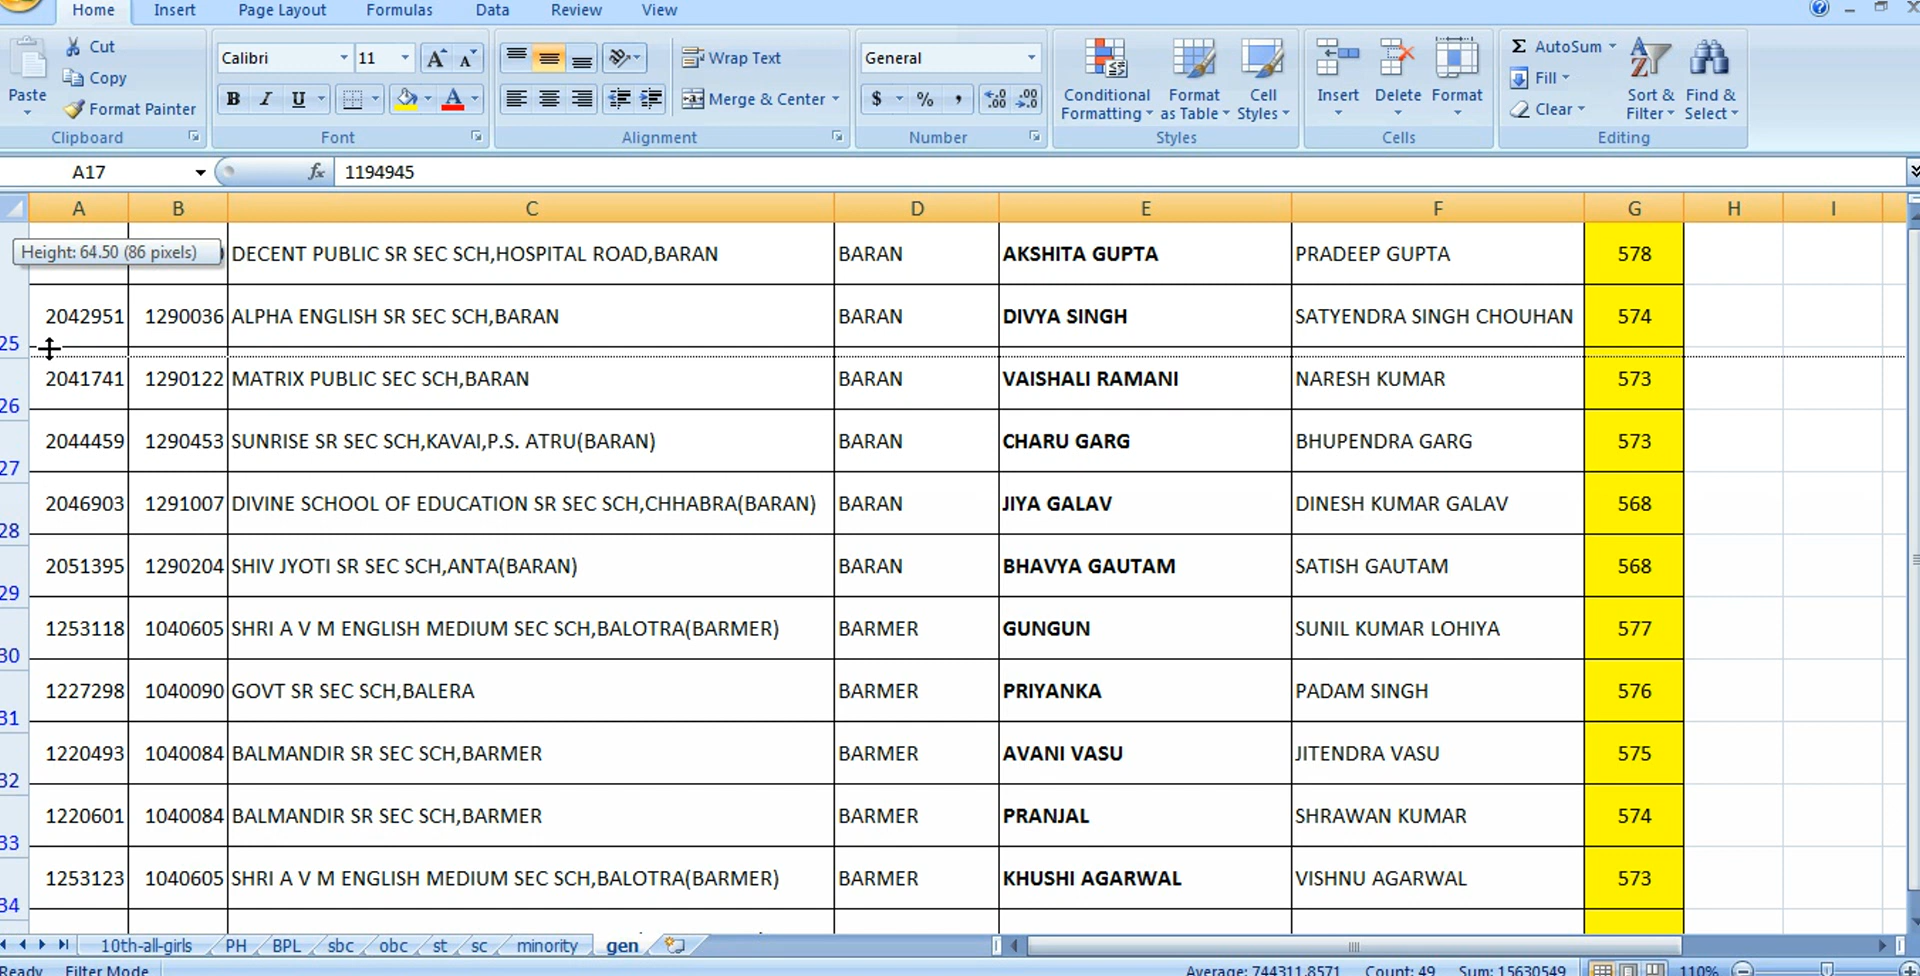 Home Insert Page Layout Formulas Data Review View
Cut
Copy
Format Painter
Paste
Clipboard
Calibri 11
B I U
Font
Wrap Text
Merge & Center
Alignment
General
$ % ,
Number
Conditional Formatting
Format as Table
Cell Styles
Styles
Insert Delete Format
Cells
Σ AutoSum
Fill
Clear
Sort & Filter
Find & Select
Editing
A17 fx 1194945
A B C D E F G H I
Height: 64.50 (86 pixels) DECENT PUBLIC SR SEC SCH,HOSPITAL ROAD,BARAN BARAN AKSHITA GUPTA PRADEEP GUPTA 578
25 2042951 1290036 ALPHA ENGLISH SR SEC SCH,BARAN BARAN DIVYA SINGH SATYENDRA SINGH CHOUHAN 574
26 2041741 1290122 MATRIX PUBLIC SEC SCH,BARAN BARAN VAISHALI RAMANI NARESH KUMAR 573
27 2044459 1290453 SUNRISE SR SEC SCH,KAVAI,P.S. ATRU(BARAN) BARAN CHARU GARG BHUPENDRA GARG 573
28 2046903 1291007 DIVINE SCHOOL OF EDUCATION SR SEC SCH,CHHABRA(BARAN) BARAN JIYA GALAV DINESH KUMAR GALAV 568
29 2051395 1290204 SHIV JYOTI SR SEC SCH,ANTA(BARAN) BARAN BHAVYA GAUTAM SATISH GAUTAM 568
30 1253118 1040605 SHRI A V M ENGLISH MEDIUM SEC SCH,BALOTRA(BARMER) BARMER GUNGUN SUNIL KUMAR LOHIYA 577
31 1227298 1040090 GOVT SR SEC SCH,BALERA BARMER PRIYANKA PADAM SINGH 576
32 1220493 1040084 BALMANDIR SR SEC SCH,BARMER BARMER AVANI VASU JITENDRA VASU 575
33 1220601 1040084 BALMANDIR SR SEC SCH,BARMER BARMER PRANJAL SHRAWAN KUMAR 574
34 1253123 1040605 SHRI A V M ENGLISH MEDIUM SEC SCH,BALOTRA(BARMER) BARMER KHUSHI AGARWAL VISHNU AGARWAL 573
10th-all-girls PH BPL sbc obc st sc minority gen
Ready Filter Mode Average: 744311.8571 Count: 49 Sum: 15630549 110%